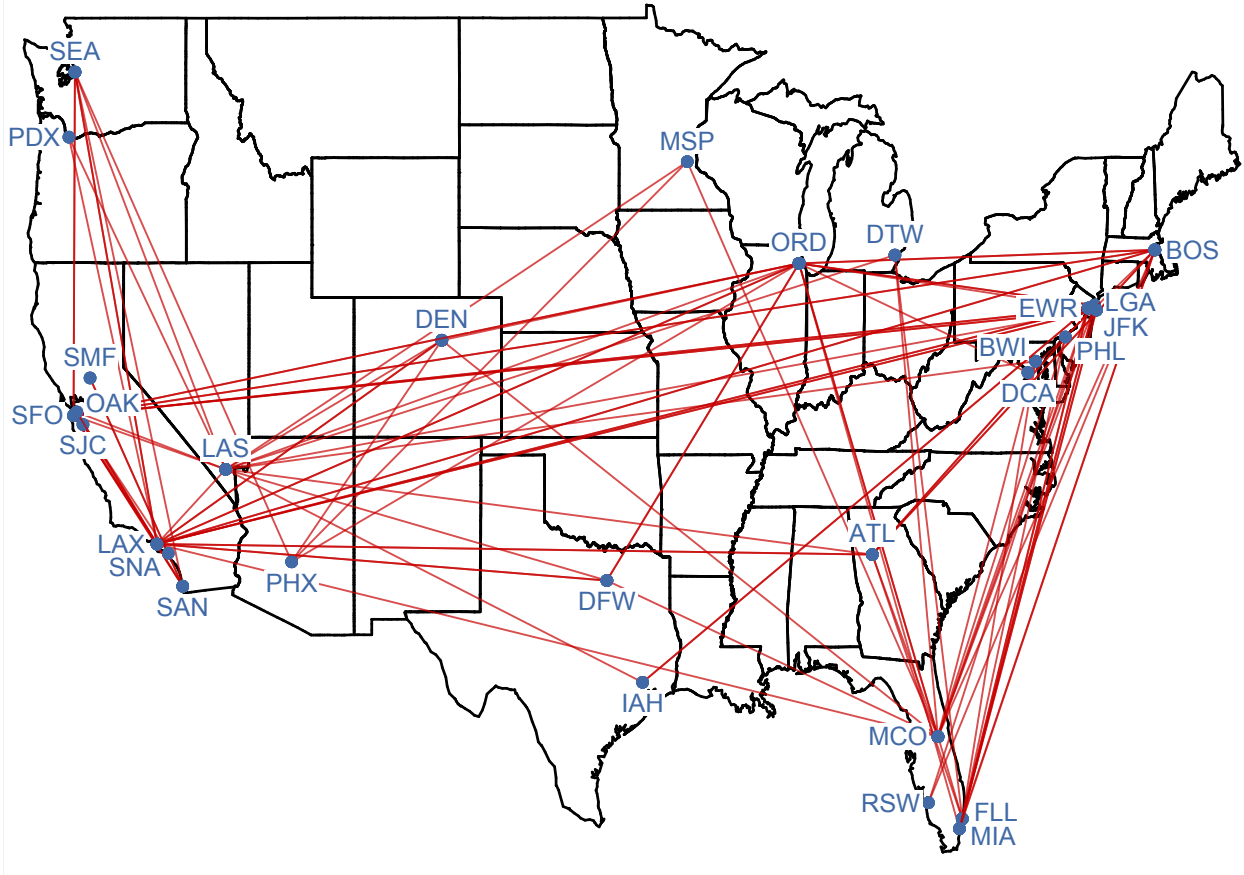 SEA
PDX
MSP
ORD
DTW
BOS
EWR
LGA
JFK
DEN
BWI
PHL
SMF
DCA
OAK
SFO
SJC
LAS
LAX
ATL
SNA
PHX
SAN
DFW
IAH
MCO
RSW
FLL
MIA